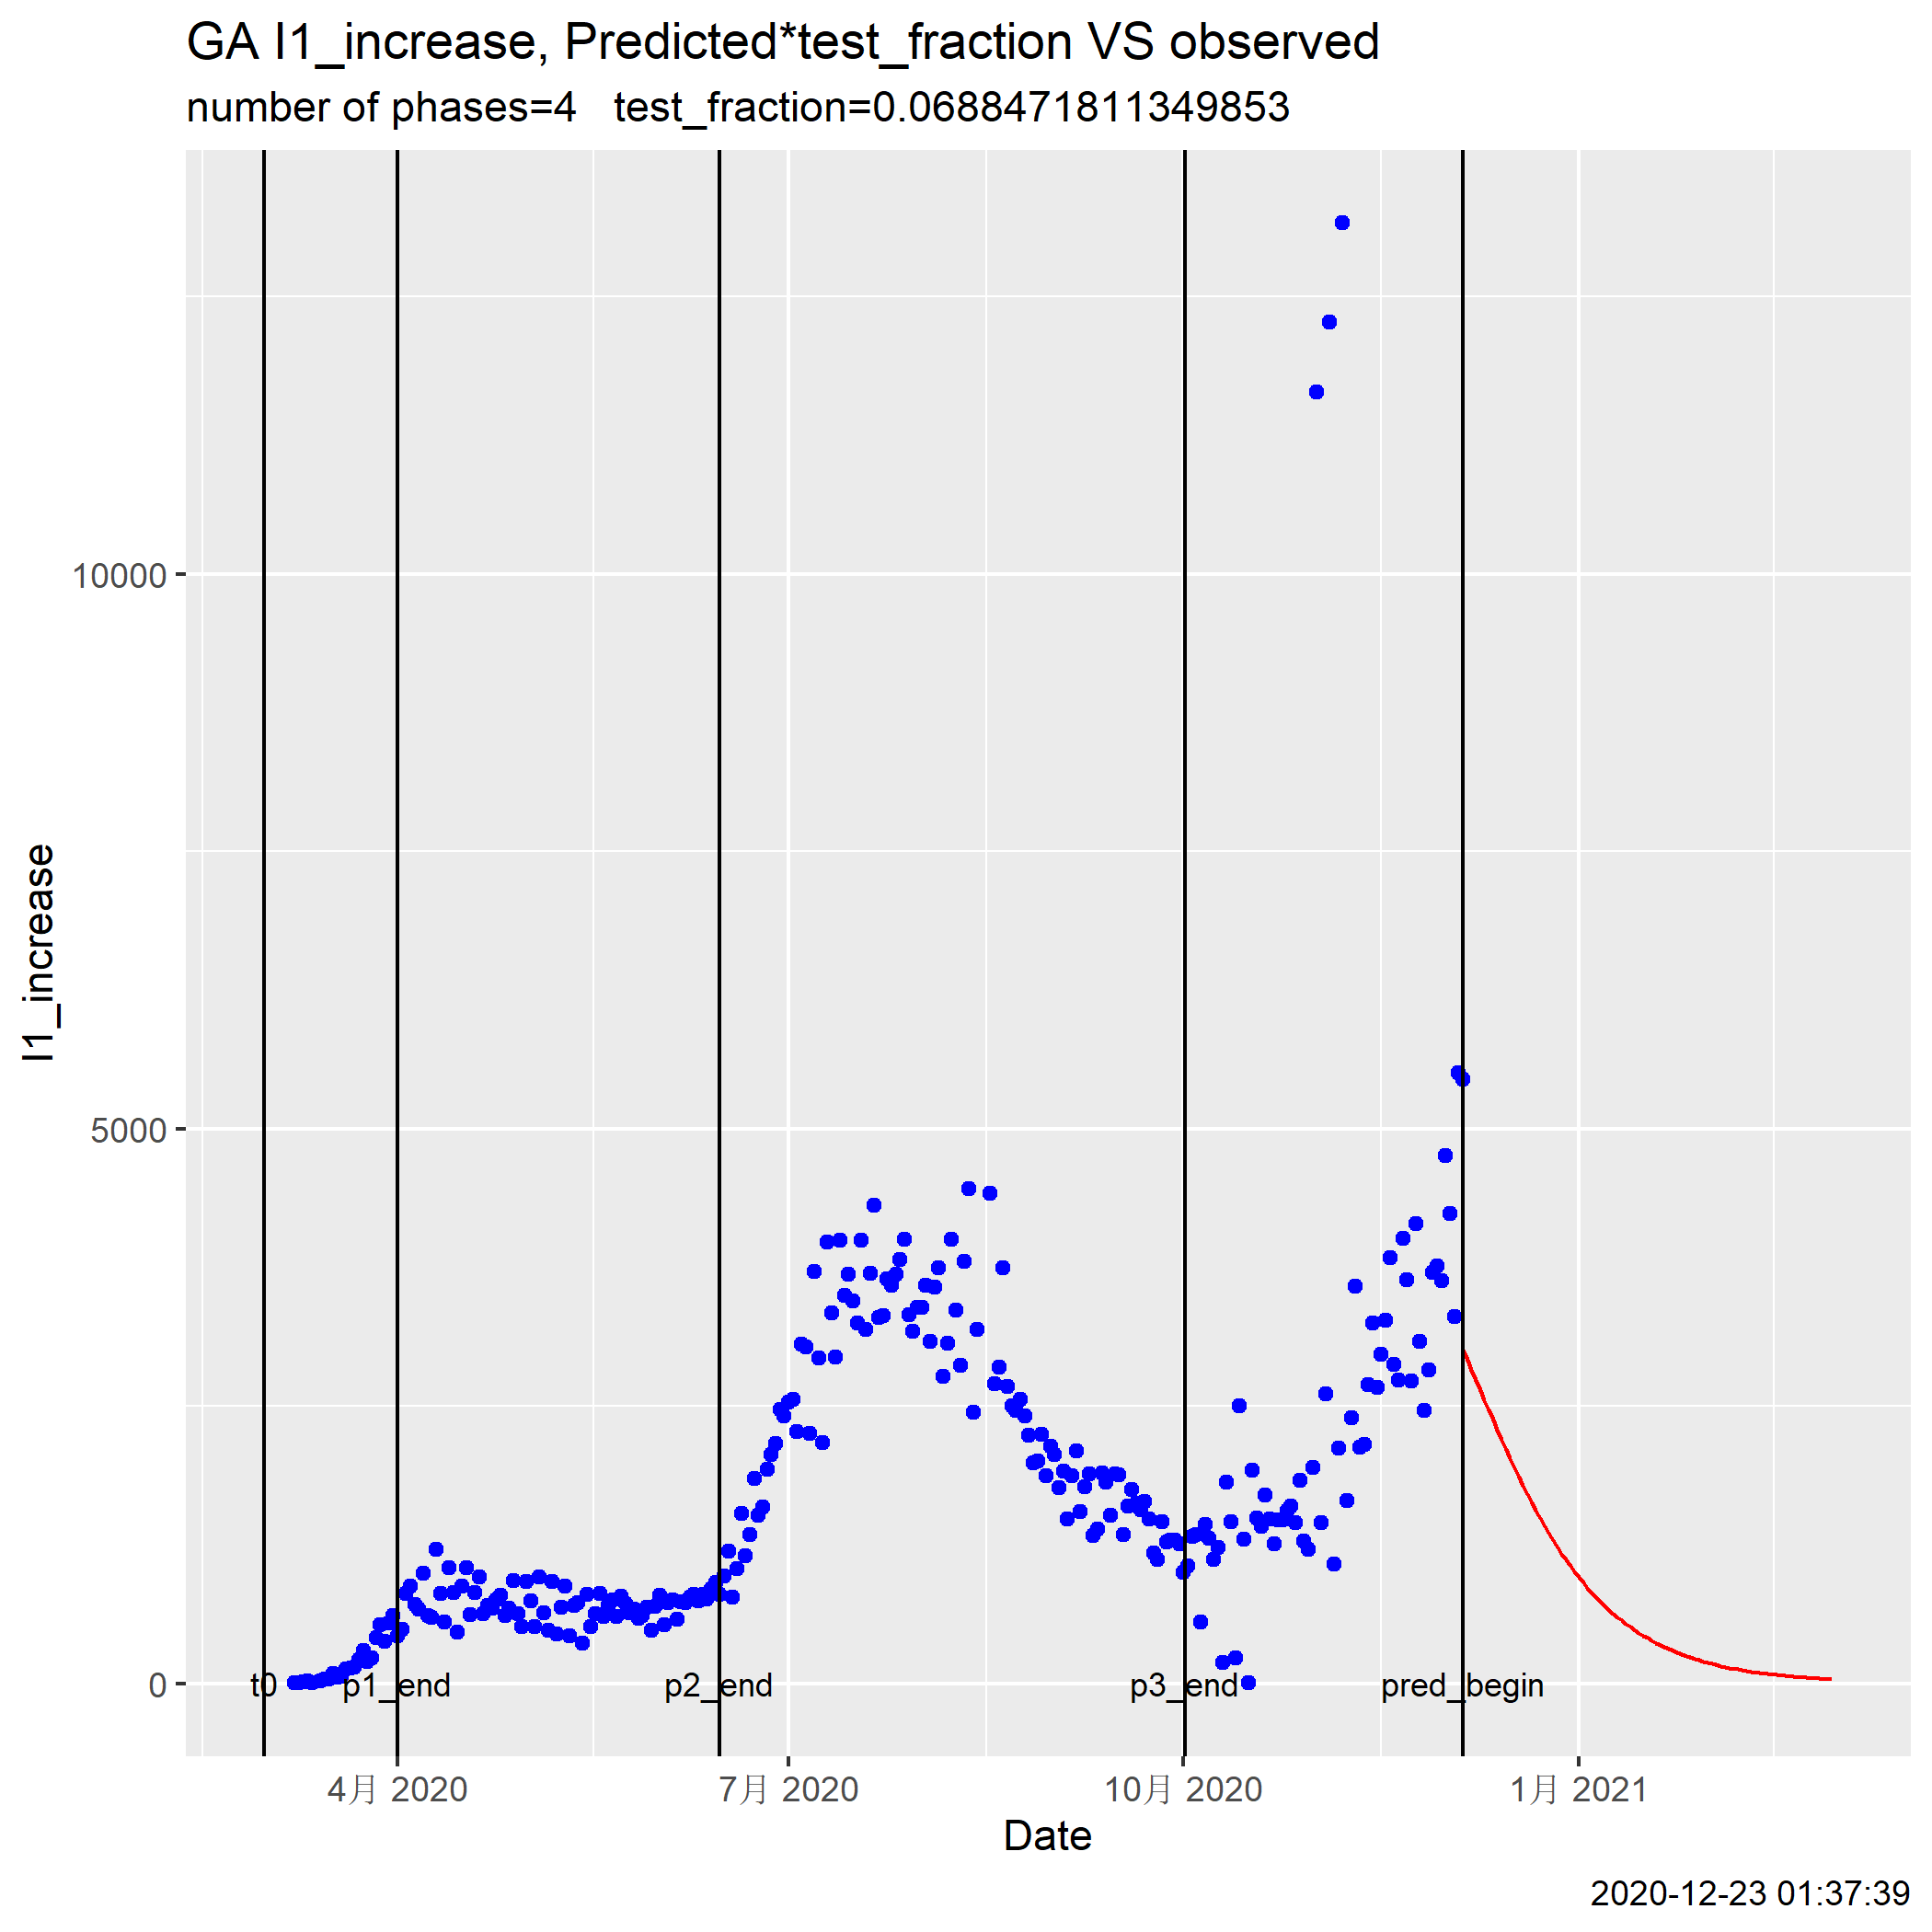 GA I1_increase, Predicted*test_fraction VS observed
number of phases=4   test_fraction=0.0688471811349853
10000
5000
0
I1_increase
t0
p1_end
p2_end
p3_end
pred_begin
4月 2020
7月 2020
10月 2020
1月 2021
Date
2020-12-23 01:37:39